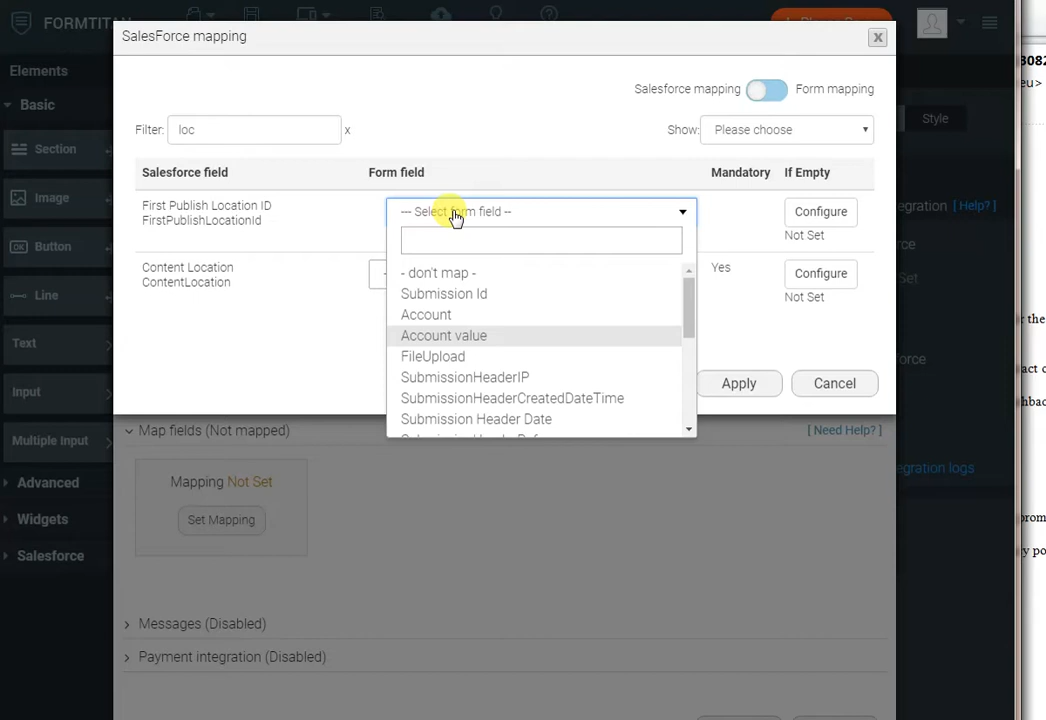 FORMTITAN
SalesForce mapping
X
Elements
Salesforce mapping Form mapping
Basic
Filter: loc x Show: Please choose
Style
Section
Salesforce field Form field Mandatory If Empty
Image
First Publish Location ID
FirstPublishLocationId
--- Select form field --
Configure
Not Set
[ Help? ]
Button
OK
- don't map -
Content Location
ContentLocation
Yes
Configure
Not Set
Line
Submission Id
Account
Text
Account value
FileUpload
Input
SubmissionHeaderIP
Apply
Cancel
SubmissionHeaderCreatedDateTime
Submission Header Date
Map fields (Not mapped)
[ Need Help? ]
Multiple Input
egration logs
Advanced
Mapping Not Set
Set Mapping
Widgets
Salesforce
Messages (Disabled)
Payment integration (Disabled)